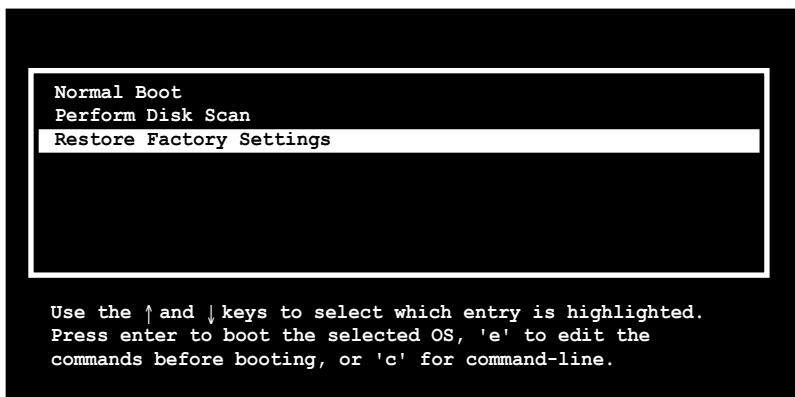 Normal Boot
Perform Disk Scan
Restore Factory Settings
Use the ↑ and ↓ keys to select which entry is highlighted.
Press enter to boot the selected OS, 'e' to edit the
commands before booting, or 'c' for command-line.